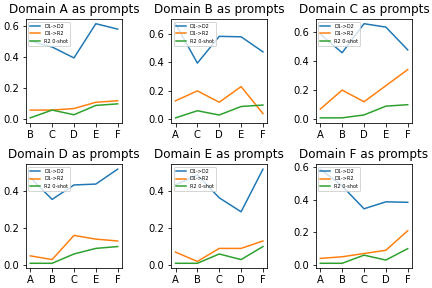 Domain A as prompts
D1->D2
D1->R2
R2 0-shot
0.6
0.4
0.2
0.0
B C D E F
Domain B as prompts
D1->D2
D1->R2
R2 0-shot
0.6
0.4
0.2
0.0
A C D E F
Domain C as prompts
D1->D2
D1->R2
R2 0-shot
0.6
0.4
0.2
0.0
A B D E F
Domain D as prompts
D1->D2
D1->R2
R2 0-shot
0.4
0.2
0.0
A B C E F
Domain E as prompts
D1->D2
D1->R2
R2 0-shot
0.4
0.2
0.0
A B C D F
Domain F as prompts
D1->D2
D1->R2
R2 0-shot
0.6
0.4
0.2
0.0
A B C D E